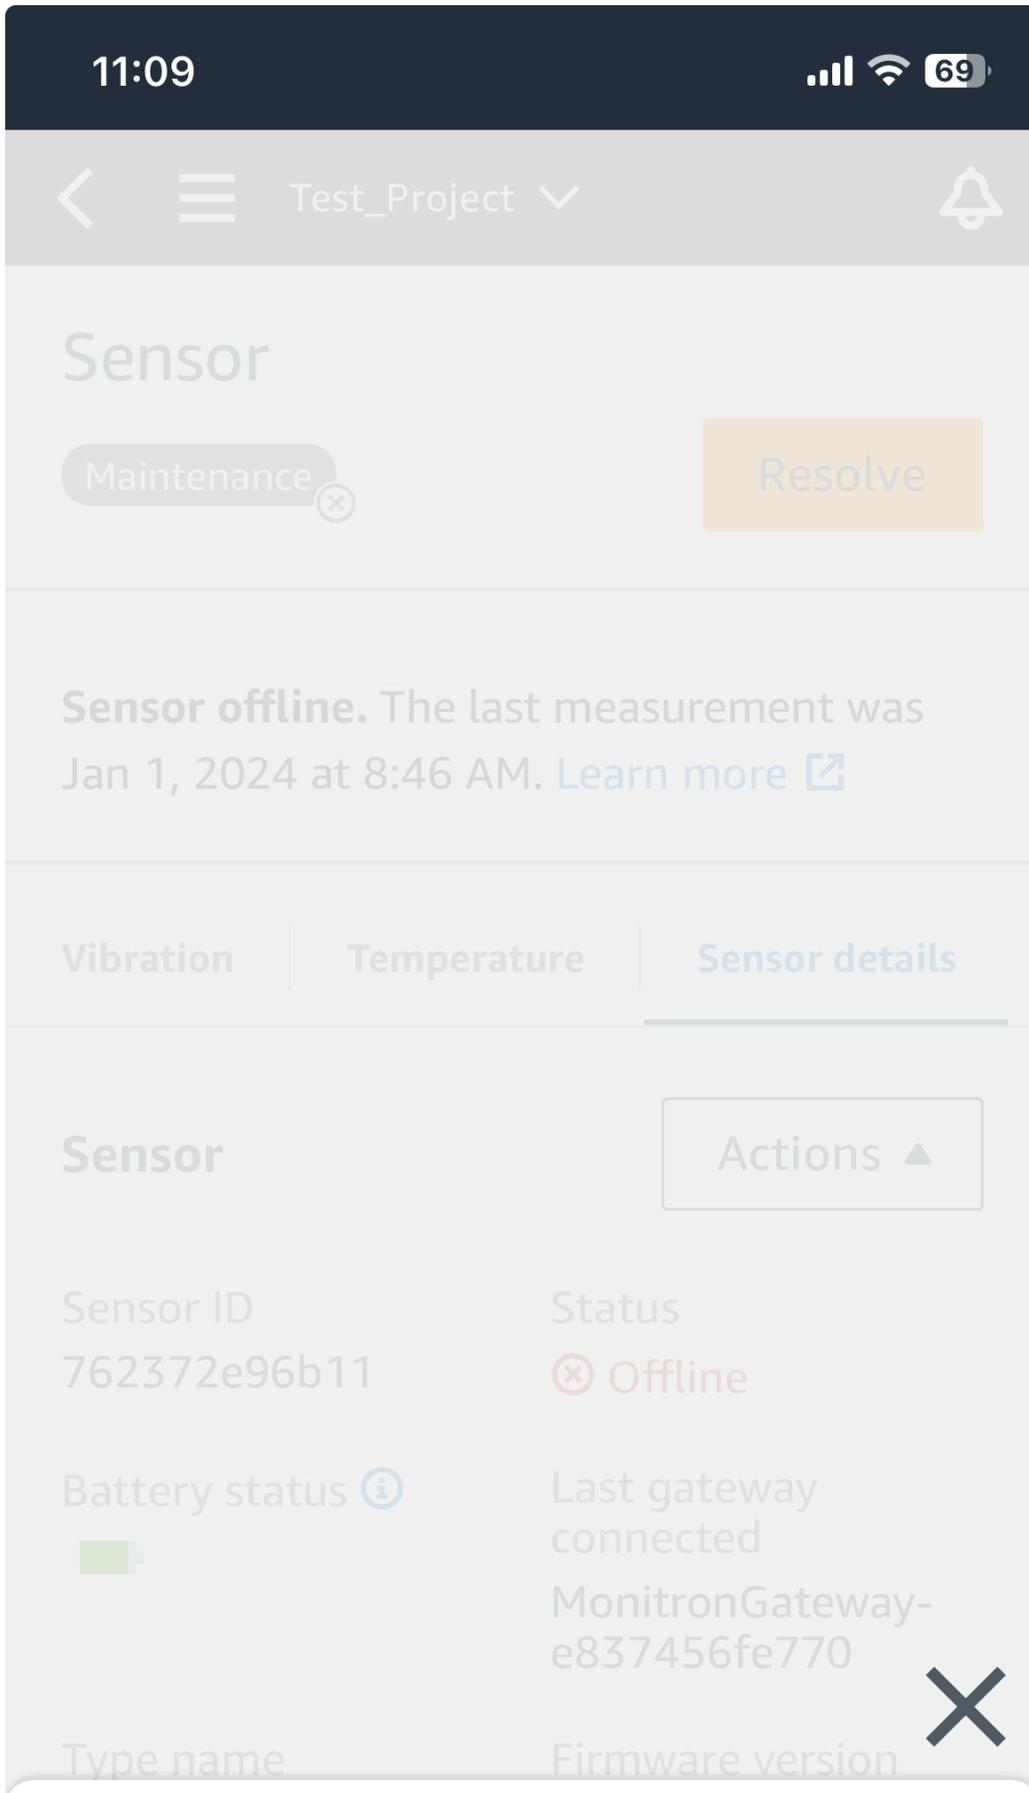 11:09
69
Test_Project
Sensor
Maintenance
Resolve
Sensor offline. The last measurement was
Jan 1, 2024 at 8:46 AM. Learn more
Vibration
Temperature
Sensor details
Sensor
Actions
Sensor ID
Status
762372e96b11
Offline
Battery status
Last gateway
connected
MonitronGateway-
e837456fe770
Type name
Firmware version